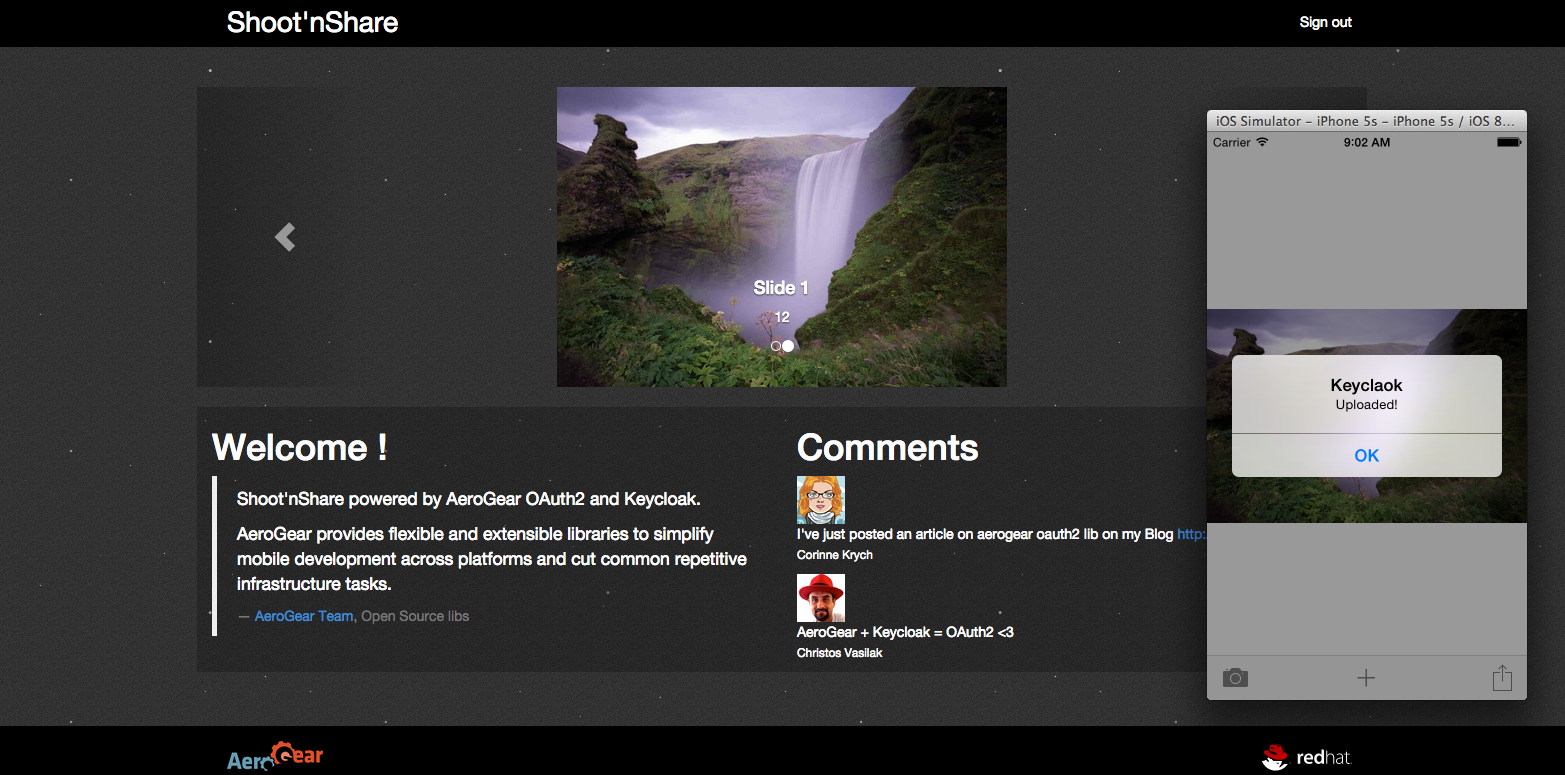 Shoot'nShare
Sign out
Slide 1
12
Welcome !
Shoot'nShare powered by AeroGear OAuth2 and Keycloak.
AeroGear provides flexible and extensible libraries to simplify
mobile development across platforms and cut common repetitive
infrastructure tasks.
— AeroGear Team, Open Source libs
Comments
I've just posted an article on aerogear oauth2 lib on my Blog http:
Corinne Krych
AeroGear + Keycloak = OAuth2 <3
Christos Vasilak
iOS Simulator – iPhone 5s – iPhone 5s / iOS 8...
Carrier 9:02 AM
Keyclaok
Uploaded!
OK
AeroGear
redhat.